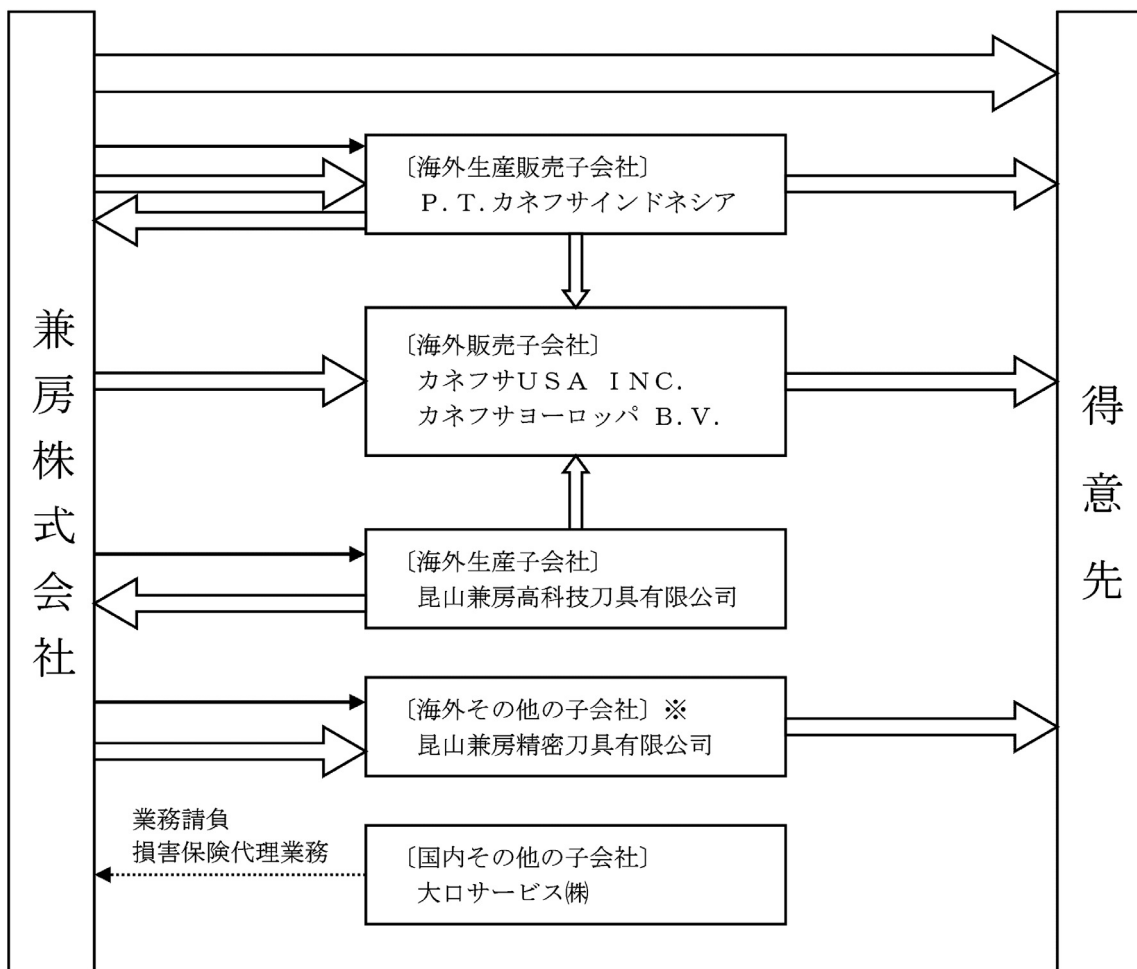 兼房株式会社
〔海外生産販売子会社〕
P.T.カネフサインドネシア
〔海外販売子会社〕
カネフサUSA INC.
カネフサヨーロッパ B.V.
〔海外生産子会社〕
昆山兼房高科技刀具有限公司
〔海外その他の子会社〕※
昆山兼房精密刀具有限公司
業務請負
損害保険代理業務
〔国内その他の子会社〕
大口サービス㈱
得意先